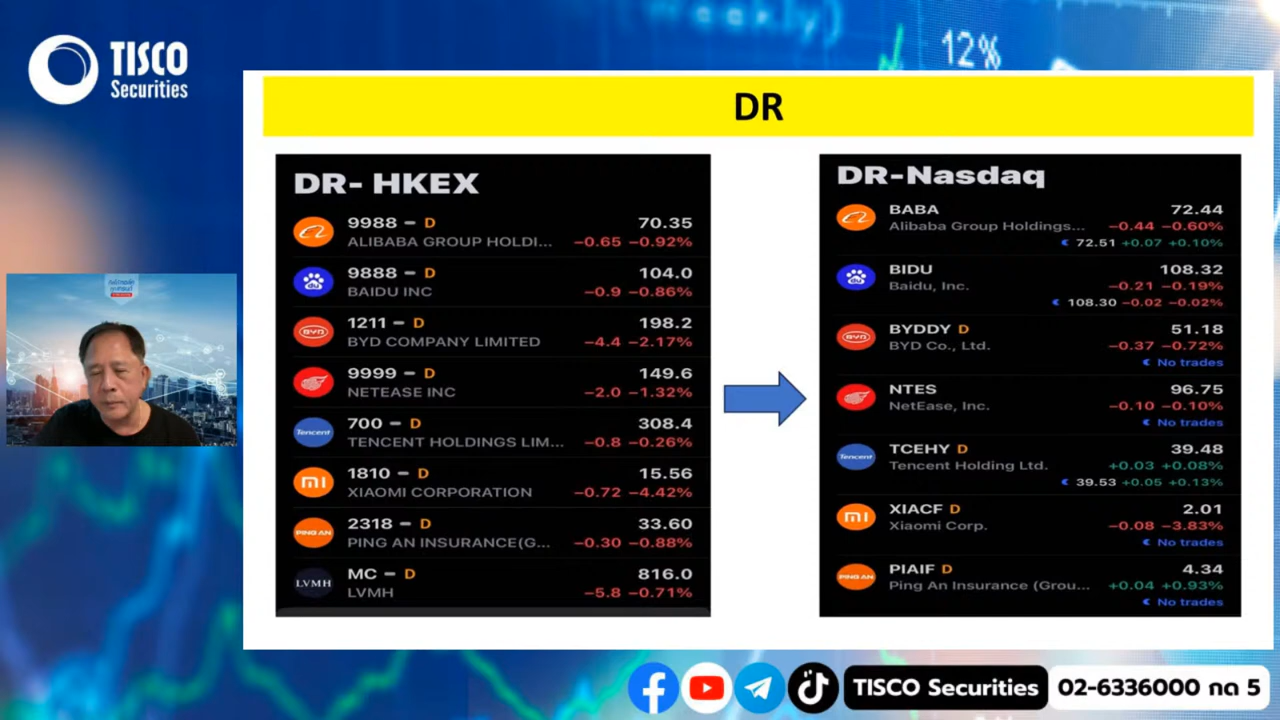 Weekly)
12%
TISCO
Securities
DR
DR- HKEX
9988 - D 70.35
ALIBABA GROUP HOLDI... -0.65 -0.92%
9888 - D 104.0
BAIDU INC -0.9 -0.86%
1211 - D 198.2
BYD COMPANY LIMITED -4.4 -2.17%
9999 - D 149.6
NETEASE INC -2.0 -1.32%
700 - D 308.4
TENCENT HOLDINGS LIM... -0.8 -0.26%
1810 - D 15.56
XIAOMI CORPORATION -0.72 -4.42%
2318 - D 33.60
PING AN INSURANCE(G... -0.30 -0.88%
MC - D 816.0
LVMH -5.8 -0.71%
du
BYD
Tencent
mi
PING AN
LVMH
DR-Nasdaq
BABA 72.44
Alibaba Group Holdings... -0.44 -0.60%
72.51 +0.07 +0.10%
BIDU 108.32
Baidu, Inc. -0.21 -0.19%
108.30 -0.02 -0.02%
BYDDY D 51.18
BYD Co., Ltd. -0.37 -0.72%
No trades
NTES 96.75
NetEase, Inc. -0.10 -0.10%
No trades
TCEHY D 39.48
Tencent Holding Ltd. +0.03 +0.08%
39.53 +0.05 +0.13%
XIACF D 2.01
Xiaomi Corp. -0.08 -3.83%
No trades
PIAIF D 4.34
Ping An Insurance (Grou... +0.04 +0.93%
No trades
du
BYD
Tencent
mi
PING AN
TISCO Securities
02-6336000 กด 5